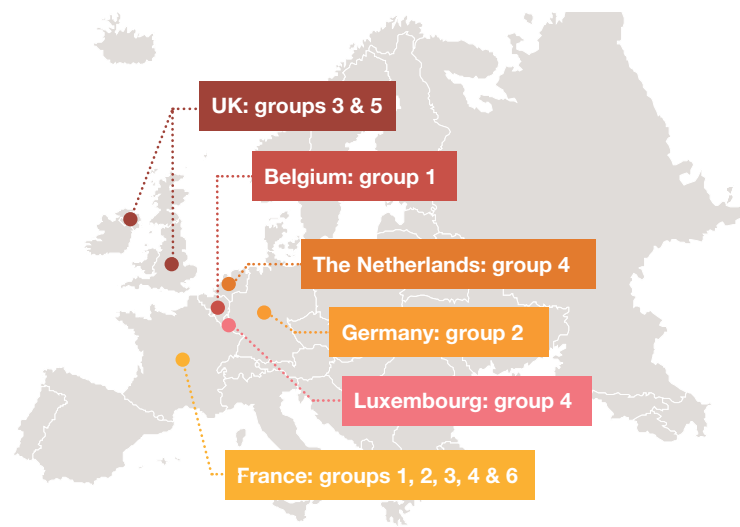 UK: groups 3 & 5
Belgium: group 1
The Netherlands: group 4
Germany: group 2
Luxembourg: group 4
France: groups 1, 2, 3, 4 & 6